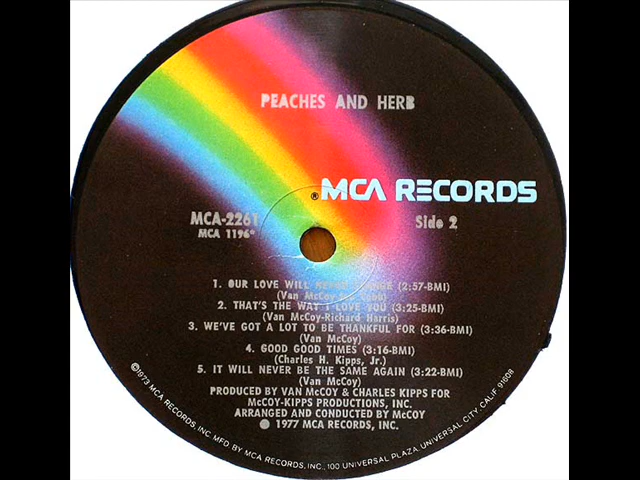 PEACHES AND HERB
® MCA RECORDS
MCA-2261
MCA 1196*
Side 2
1. OUR LOVE WILL NEVER CHANGE (2:57-BMI)
(Van McCoy-
2. THAT'S THE WAY I LOVE YOU (3:25-BMI)
(Van McCoy-Richard Harris)
3. WE'VE GOT A LOT TO BE THANKFUL FOR (3:36-BMI)
(Van McCoy)
4. GOOD GOOD TIMES (3:16-BMI)
(Charles H. Kipps, Jr.)
5. IT WILL NEVER BE THE SAME AGAIN (3:22-BMI)
(Van McCoy)
PRODUCED BY VAN McCOY & CHARLES KIPPS FOR
McCOY-KIPPS PRODUCTIONS, INC.
ARRANGED AND CONDUCTED BY McCOY
℗ 1977 MCA RECORDS, INC.
©1973 MCA RECORDS, INC. MFD BY MCA RECORDS, INC., 100 UNIVERSAL PLAZA, UNIVERSAL CITY, CALIF. 91608